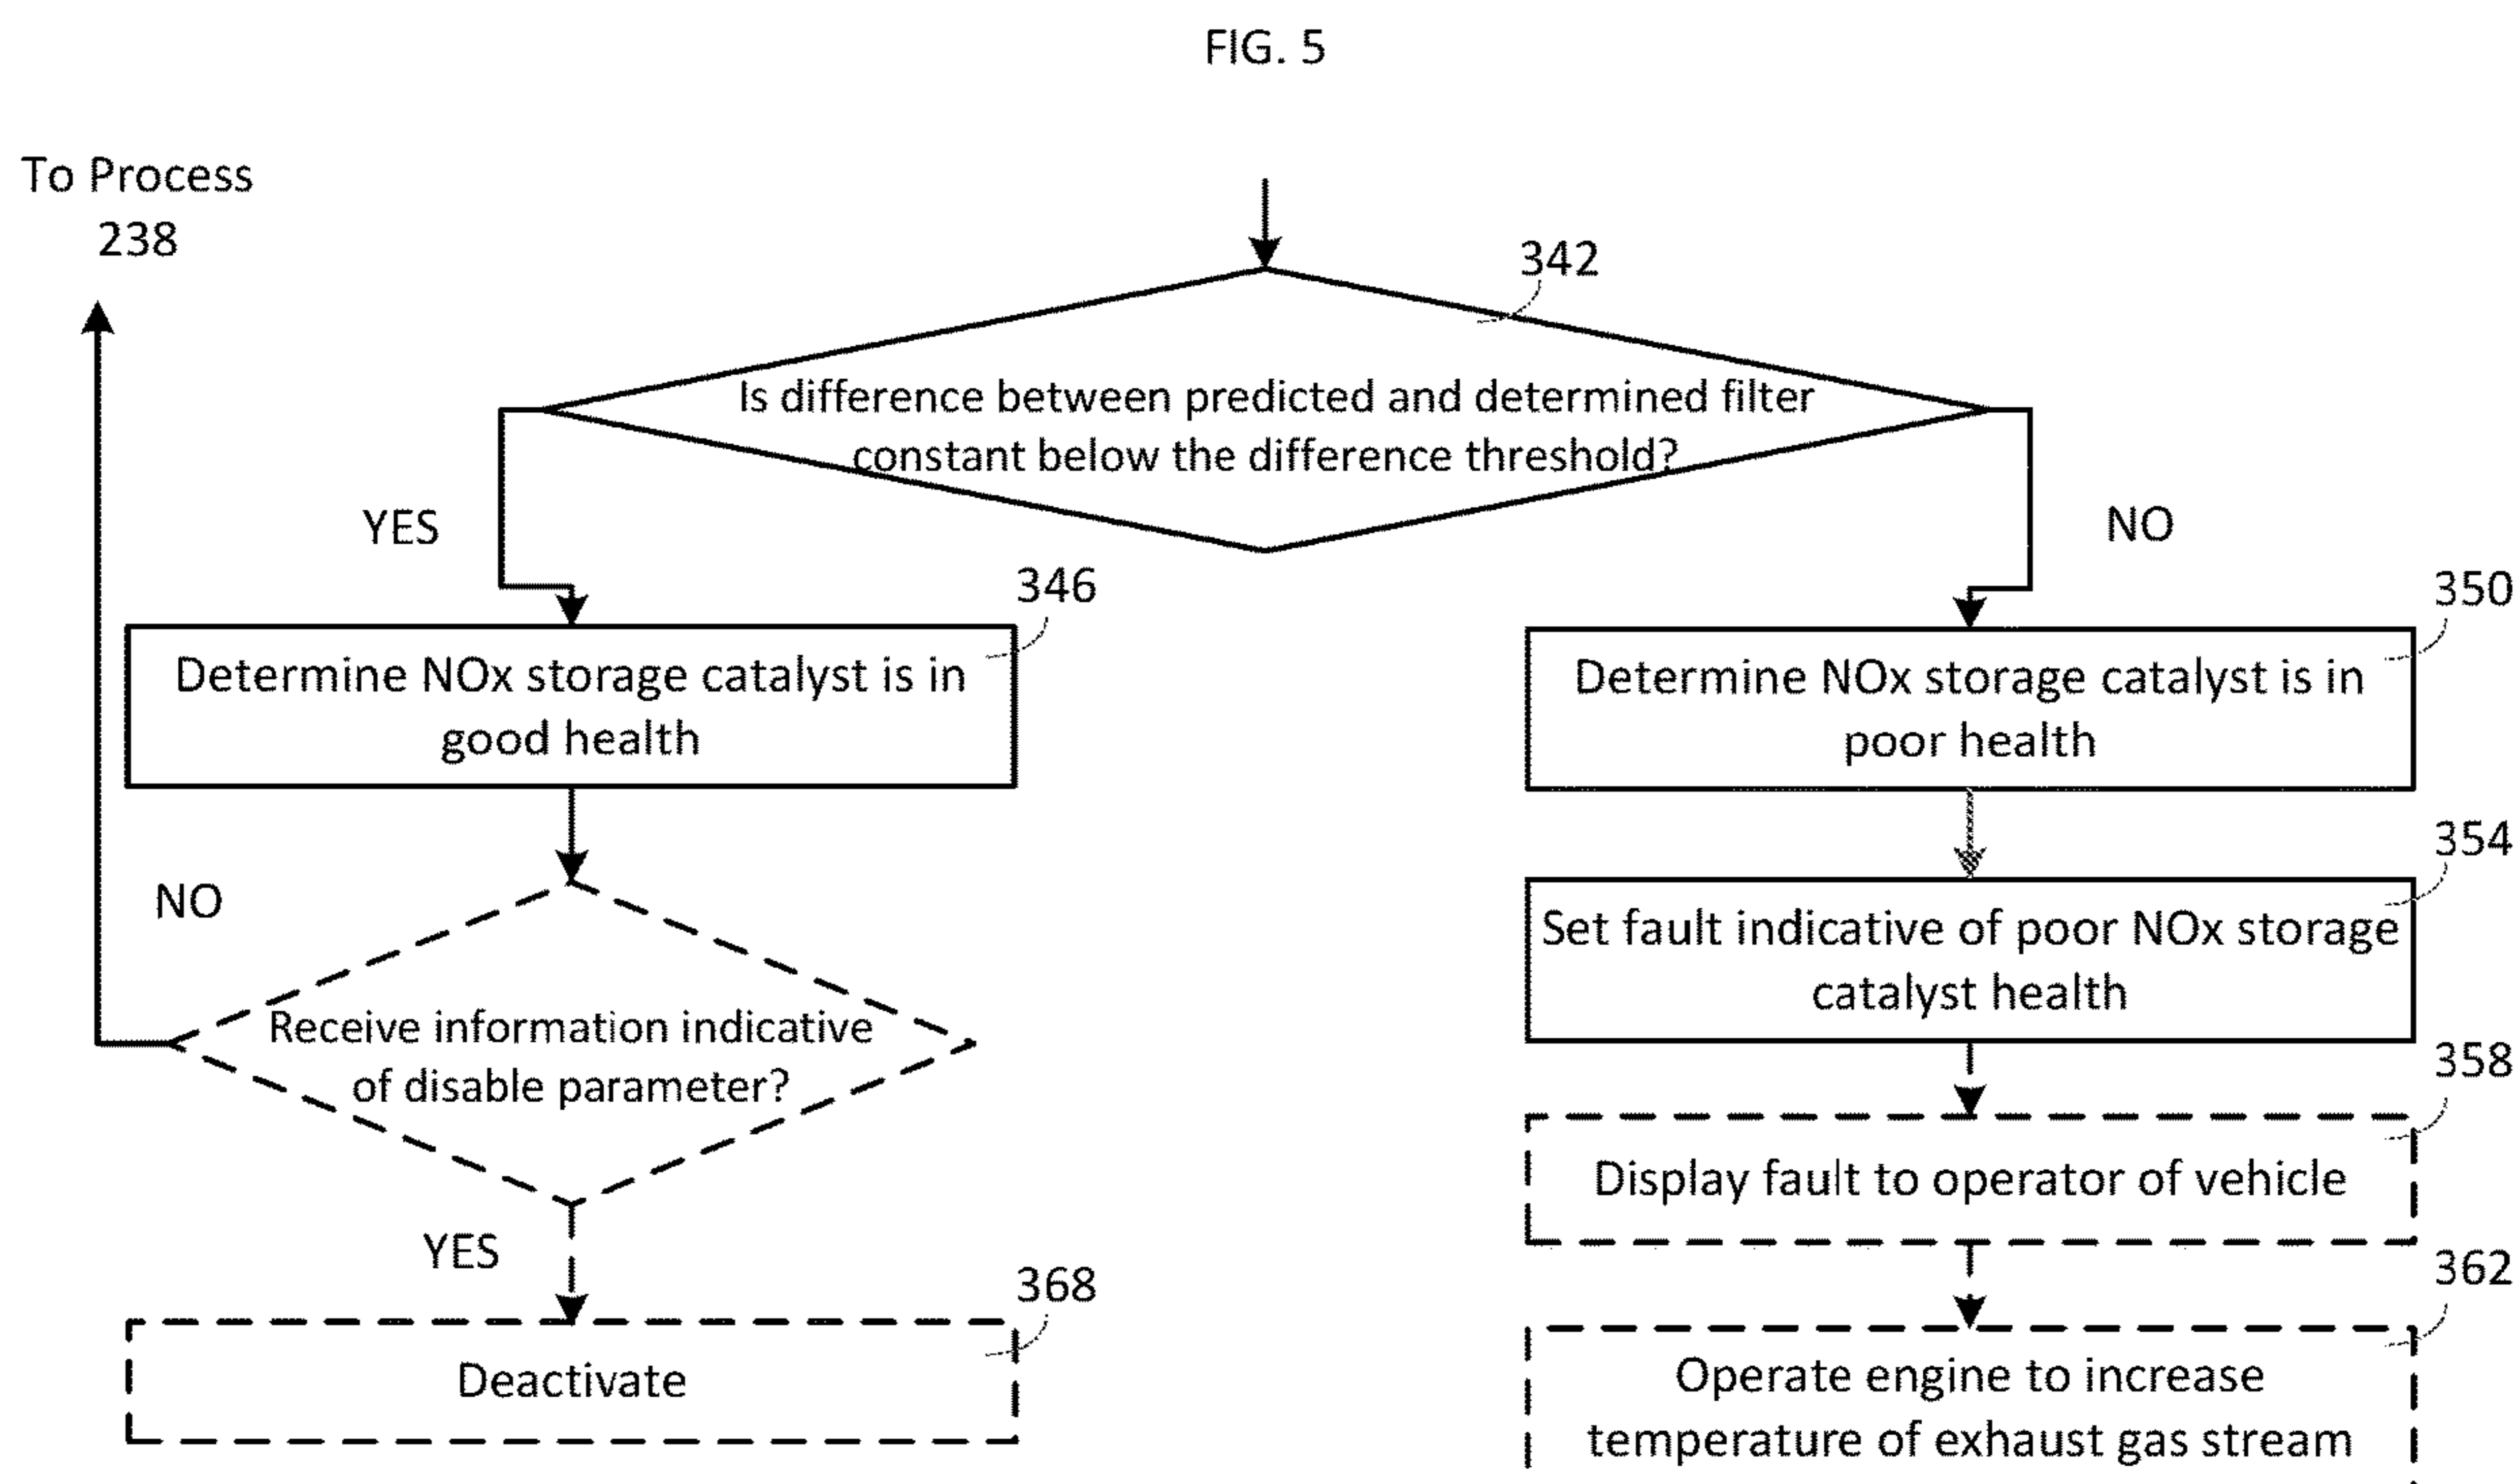 FIG. 5
To Process
238
342
Is difference between predicted and determined filter
constant below the difference threshold?
YES
NO
346
Determine NOx storage catalyst is in
good health
350
Determine NOx storage catalyst is in
poor health
NO
Receive information indicative
of disable parameter?
354
Set fault indicative of poor NOx storage
catalyst health
358
Display fault to operator of vehicle
YES
368
Deactivate
362
Operate engine to increase
temperature of exhaust gas stream